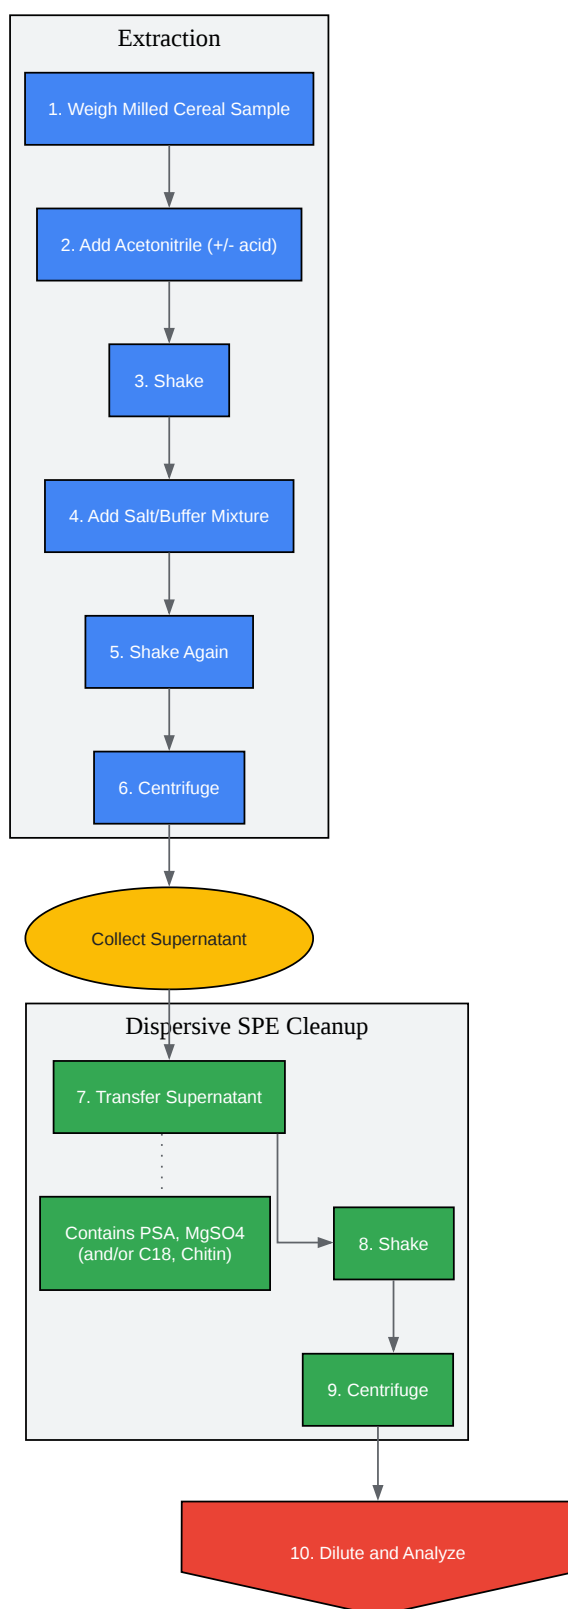 Extraction
1. Weigh Milled Cereal Sample
2. Add Acetonitrile (+/- acid)
3. Shake
4. Add Salt/Buffer Mixture
5. Shake Again
6. Centrifuge
Collect Supernatant
Dispersive SPE Cleanup
7. Transfer Supernatant
Contains PSA, MgSO4
(and/or C18, Chitin)
8. Shake
9. Centrifuge
10. Dilute and Analyze